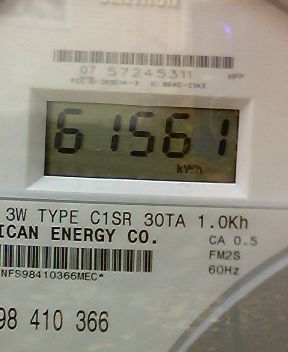 07 57245311 HPP
61561
kWh
3W TYPE C1SR 30TA 1.0Kh
ICAN ENERGY CO.
CA 0.5
FM2S
60Hz
NFS98410366MEC*
98 410 366